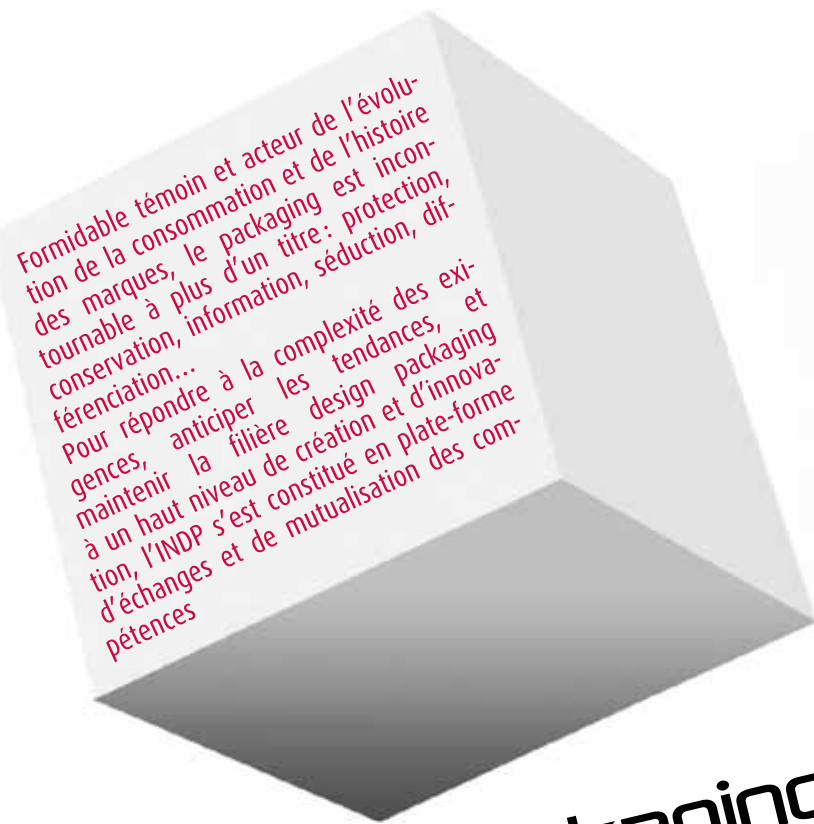 Formidable témoin et acteur de l'évolu-
tion de la consommation et de l'histoire
des marques, le packaging est incon-
tournable à plus d'un titre : protection,
conservation, information, séduction, dif-
férenciation...
Pour répondre à la complexité des exi-
gences, anticiper les tendances, et
maintenir la filière design packaging
à un haut niveau de création et d'innova-
tion, l'INDP s'est constitué en plate-forme
d'échanges et de mutualisation des com-
pétences